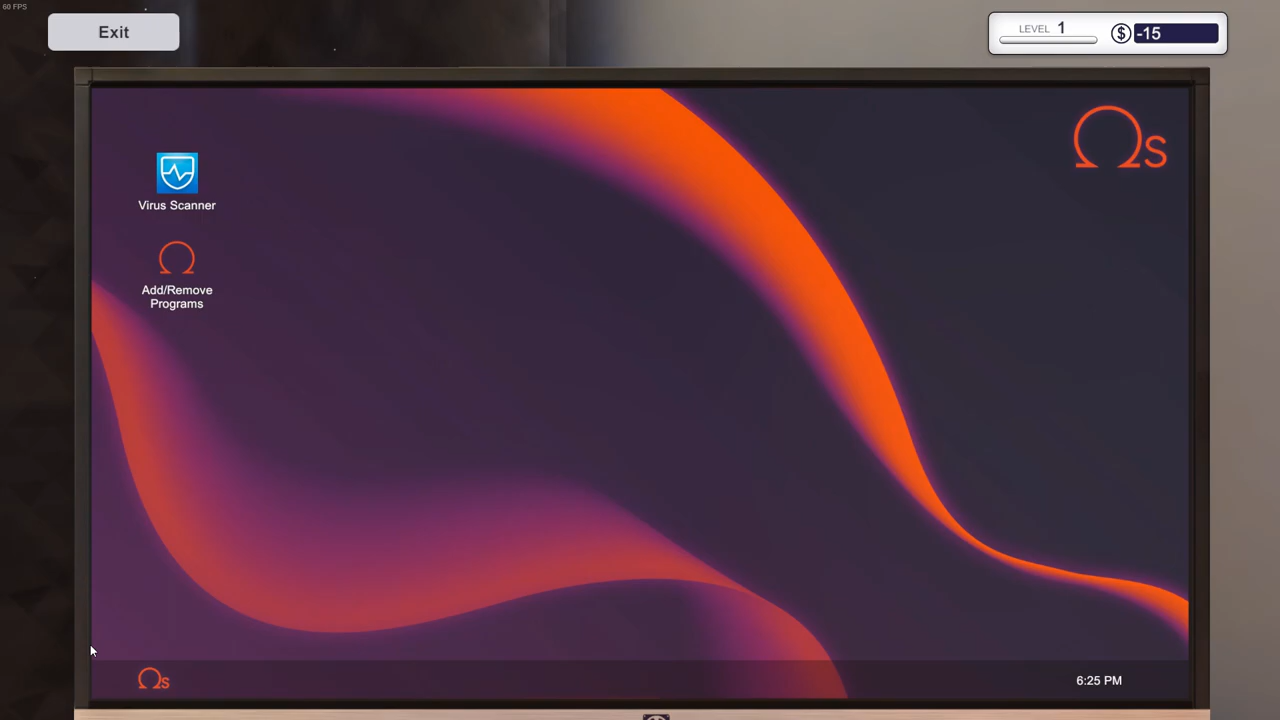 60 FPS
Exit
LEVEL 1
$ -15
Ωs
Virus Scanner
Add/Remove
Programs
Ωs
6:25 PM